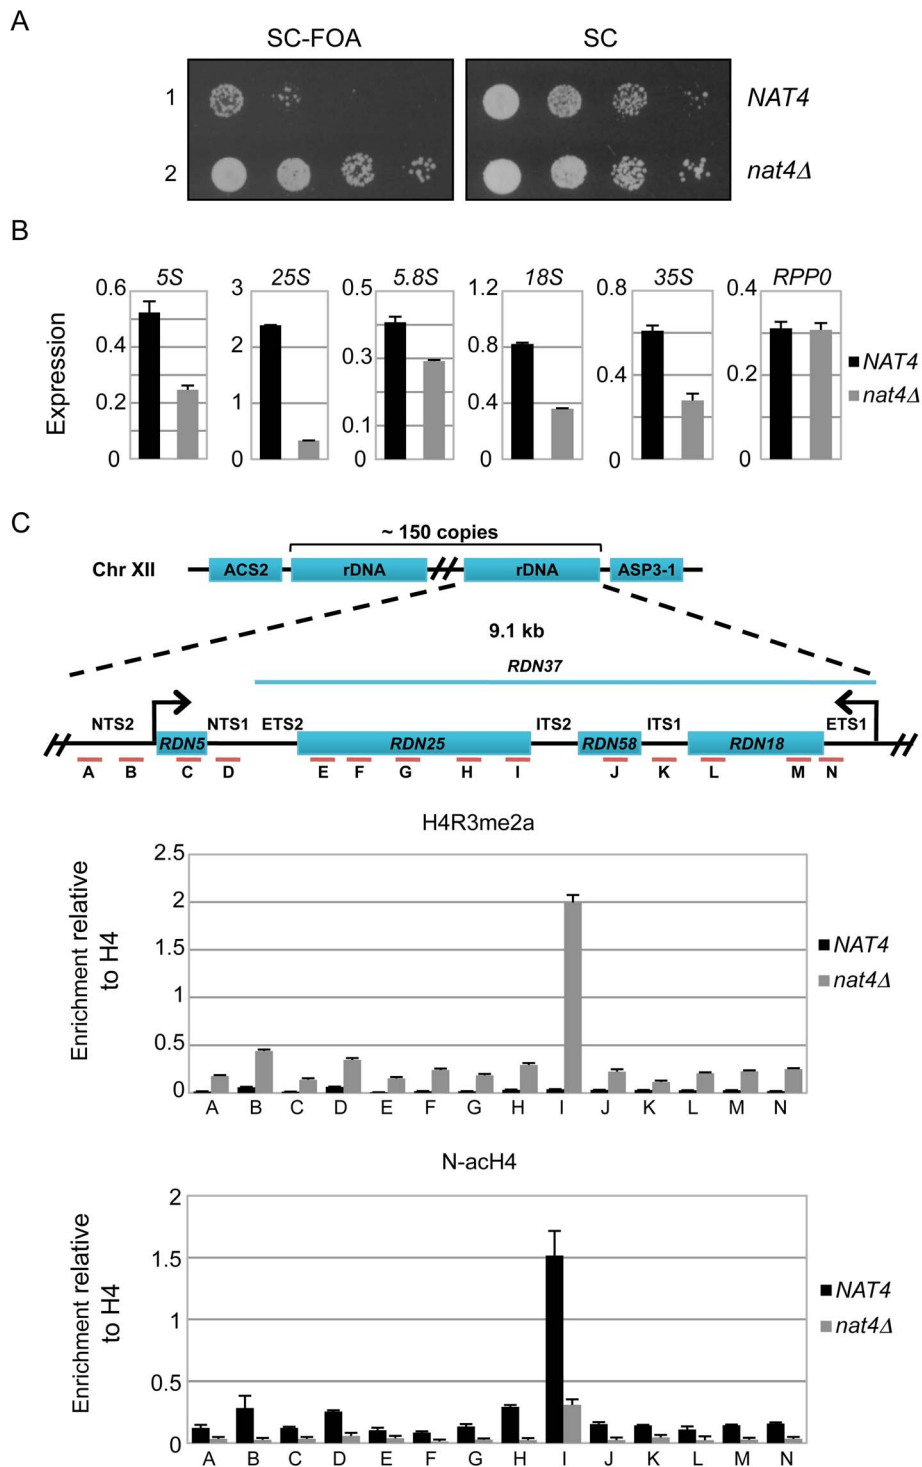 A
SC-FOA SC
1 NAT4
2 nat4Δ
B
5S 25S 5.8S 18S 35S RPP0
Expression
0.6 0.4 0.2 0
3 2 1 0
0.5 0.3 0.1 0
1.2 0.8 0.4 0
0.8 0.4 0
0.4 0.2 0
NAT4
nat4Δ
C
~ 150 copies
Chr XII ACS2 rDNA rDNA ASP3-1
9.1 kb
RDN37
NTS2 NTS1 ETS2 ITS2 ITS1 ETS1
RDN5 RDN25 RDN58 RDN18
A B C D E F G H I J K L M N
H4R3me2a
Enrichment relative
to H4
2.5
2
1.5
1
0.5
0
A B C D E F G H I J K L M N
NAT4
nat4Δ
N-acH4
Enrichment relative
to H4
2
1.5
1
0.5
0
A B C D E F G H I J K L M N
NAT4
nat4Δ